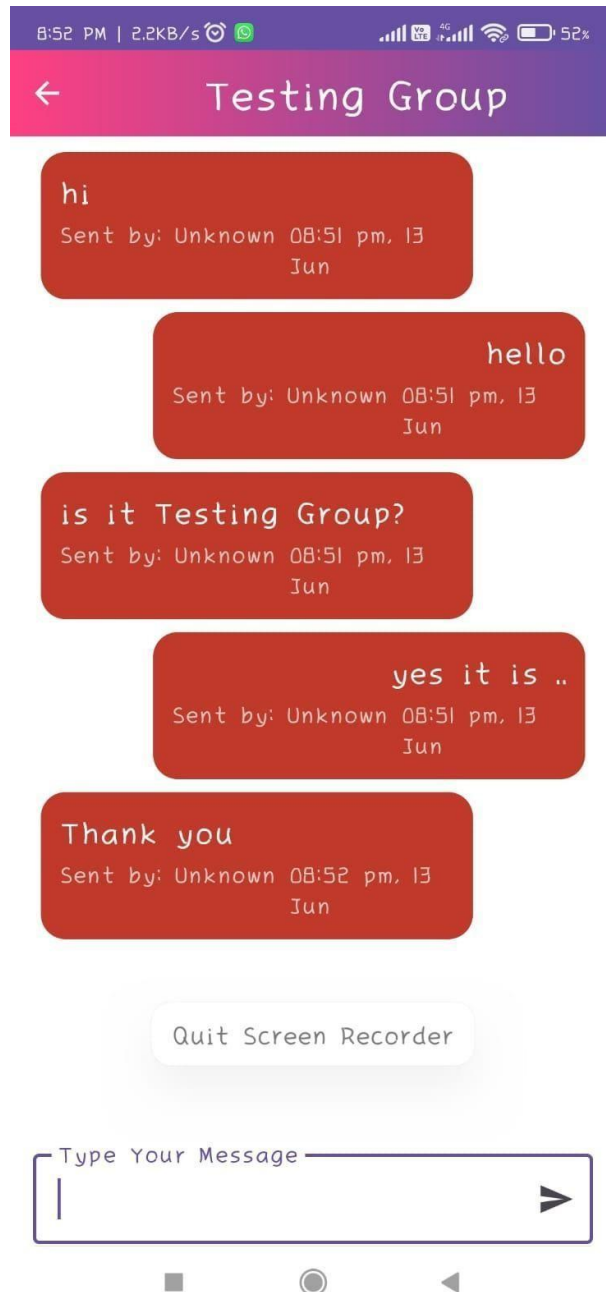 8:52 PM | 2.2KB/s
Vo LTE 4G 52%
Testing Group
hi
Sent by: Unknown 08:51 pm, 13
Jun
hello
Sent by: Unknown 08:51 pm, 13
Jun
is it Testing Group?
Sent by: Unknown 08:51 pm, 13
Jun
yes it is ..
Sent by: Unknown 08:51 pm, 13
Jun
Thank you
Sent by: Unknown 08:52 pm, 13
Jun
Quit Screen Recorder
Type Your Message